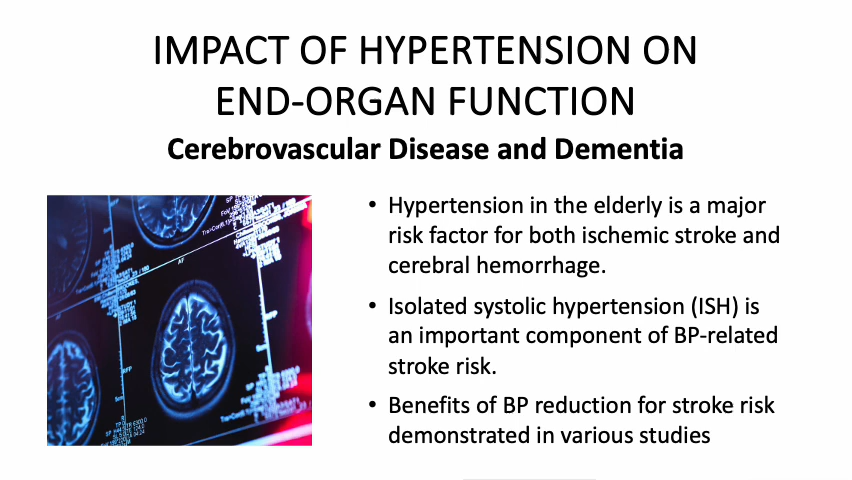 IMPACT OF HYPERTENSION ON
END-ORGAN FUNCTION
Cerebrovascular Disease and Dementia
• Hypertension in the elderly is a major
risk factor for both ischemic stroke and
cerebral hemorrhage.
• Isolated systolic hypertension (ISH) is
an important component of BP-related
stroke risk.
• Benefits of BP reduction for stroke risk
demonstrated in various studies